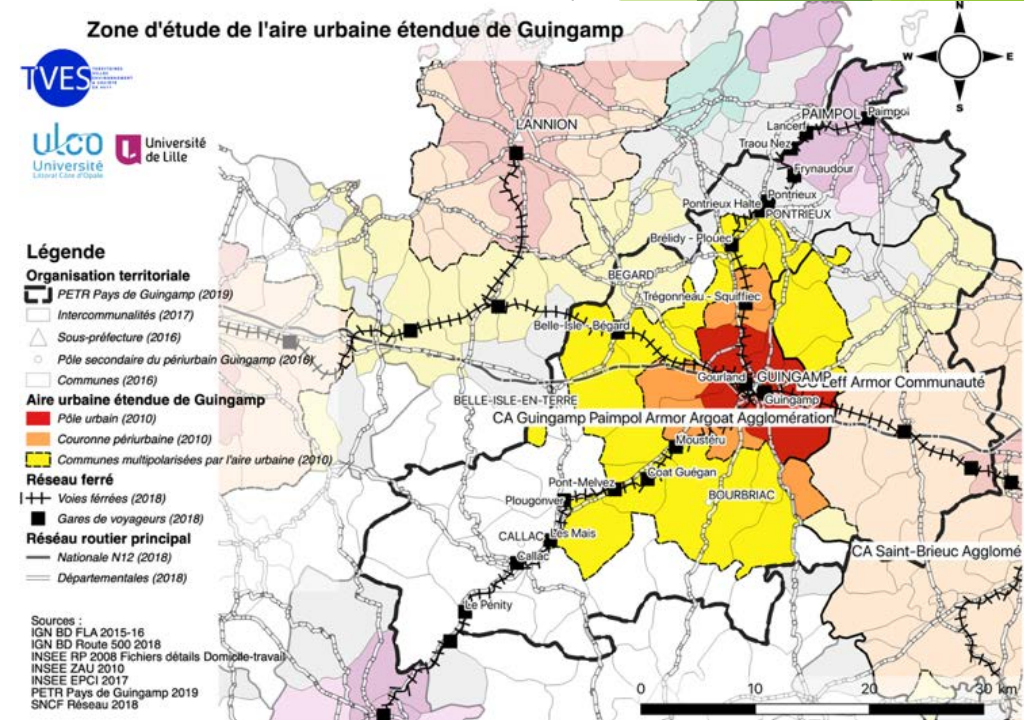 Zone d'étude de l'aire urbaine étendue de Guingamp
TVES
ulco
Université
Littoral Côte d'Opale
Université
de Lille
N
W
E
S
LANNION
PAIMPOL
Paimpol
Lancerf
Traou Nez
Frynaudour
Pontrieux
Pontrieux Halte
PONTRIEUX
Brélidy - Plouec
BEGARD
Trégonneau - Squiffiec
Belle-Isle - Bégard
Gourland
GUINGAMP
CC Leff Armor Communauté
BELLE-ISLE-EN-TERRE
Guingamp
CA Guingamp Paimpol Armor Argoat Agglomération
Moustéru
Coat Guégan
Pont-Melvez
BOURBRIAC
Plougonver
CALLAC
Les Mais
Callac
CA Saint-Brieuc Agglomé
Le Pénity
Légende
Organisation territoriale
PETR Pays de Guingamp (2019)
Intercommunalités (2017)
Sous-préfecture (2016)
Pôle secondaire du périurbain Guingamp (2016)
Communes (2016)
Aire urbaine étendue de Guingamp
Pôle urbain (2010)
Couronne périurbaine (2010)
Communes multipolarisées par l'aire urbaine (2010)
Réseau ferré
Voies férrées (2018)
Gares de voyageurs (2018)
Réseau routier principal
Nationale N12 (2018)
Départementales (2018)
Sources :
IGN BD FLA 2015-16
IGN BD Route 500 2018
INSEE RP 2008 Fichiers détails Domicile-travail
INSEE ZAU 2010
INSEE EPCI 2017
PETR Pays de Guingamp 2019
SNCF Réseau 2018
0 10 20 30 km